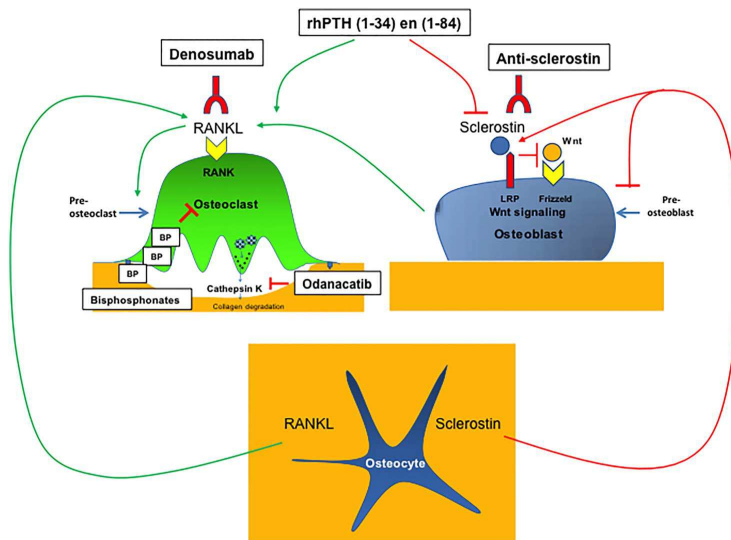 rhPTH (1-34) en (1-84)
Denosumab
Anti-sclerostin
RANKL
Sclerostin
Wnt
RANK
LRP
Frizzeld
Pre-
osteoclast
Osteoclast
Wnt signaling
Osteoblast
Pre-
osteoblast
BP
BP
BP
Cathepsin K
Odanacatib
Bisphosphonates
Collagen degradation
RANKL
Sclerostin
Osteocyte